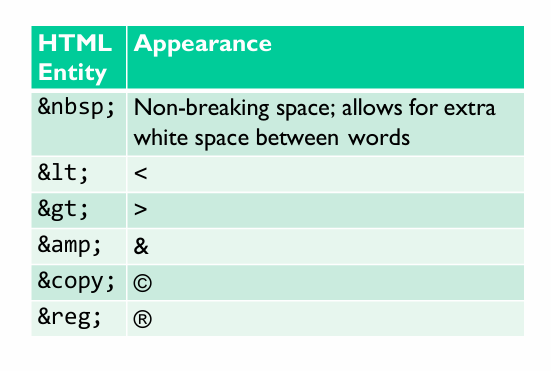 HTML Entity Appearance
&nbsp; Non-breaking space; allows for extra
white space between words
&lt; <
&gt; >
&amp; &
&copy; ©
&reg; ®